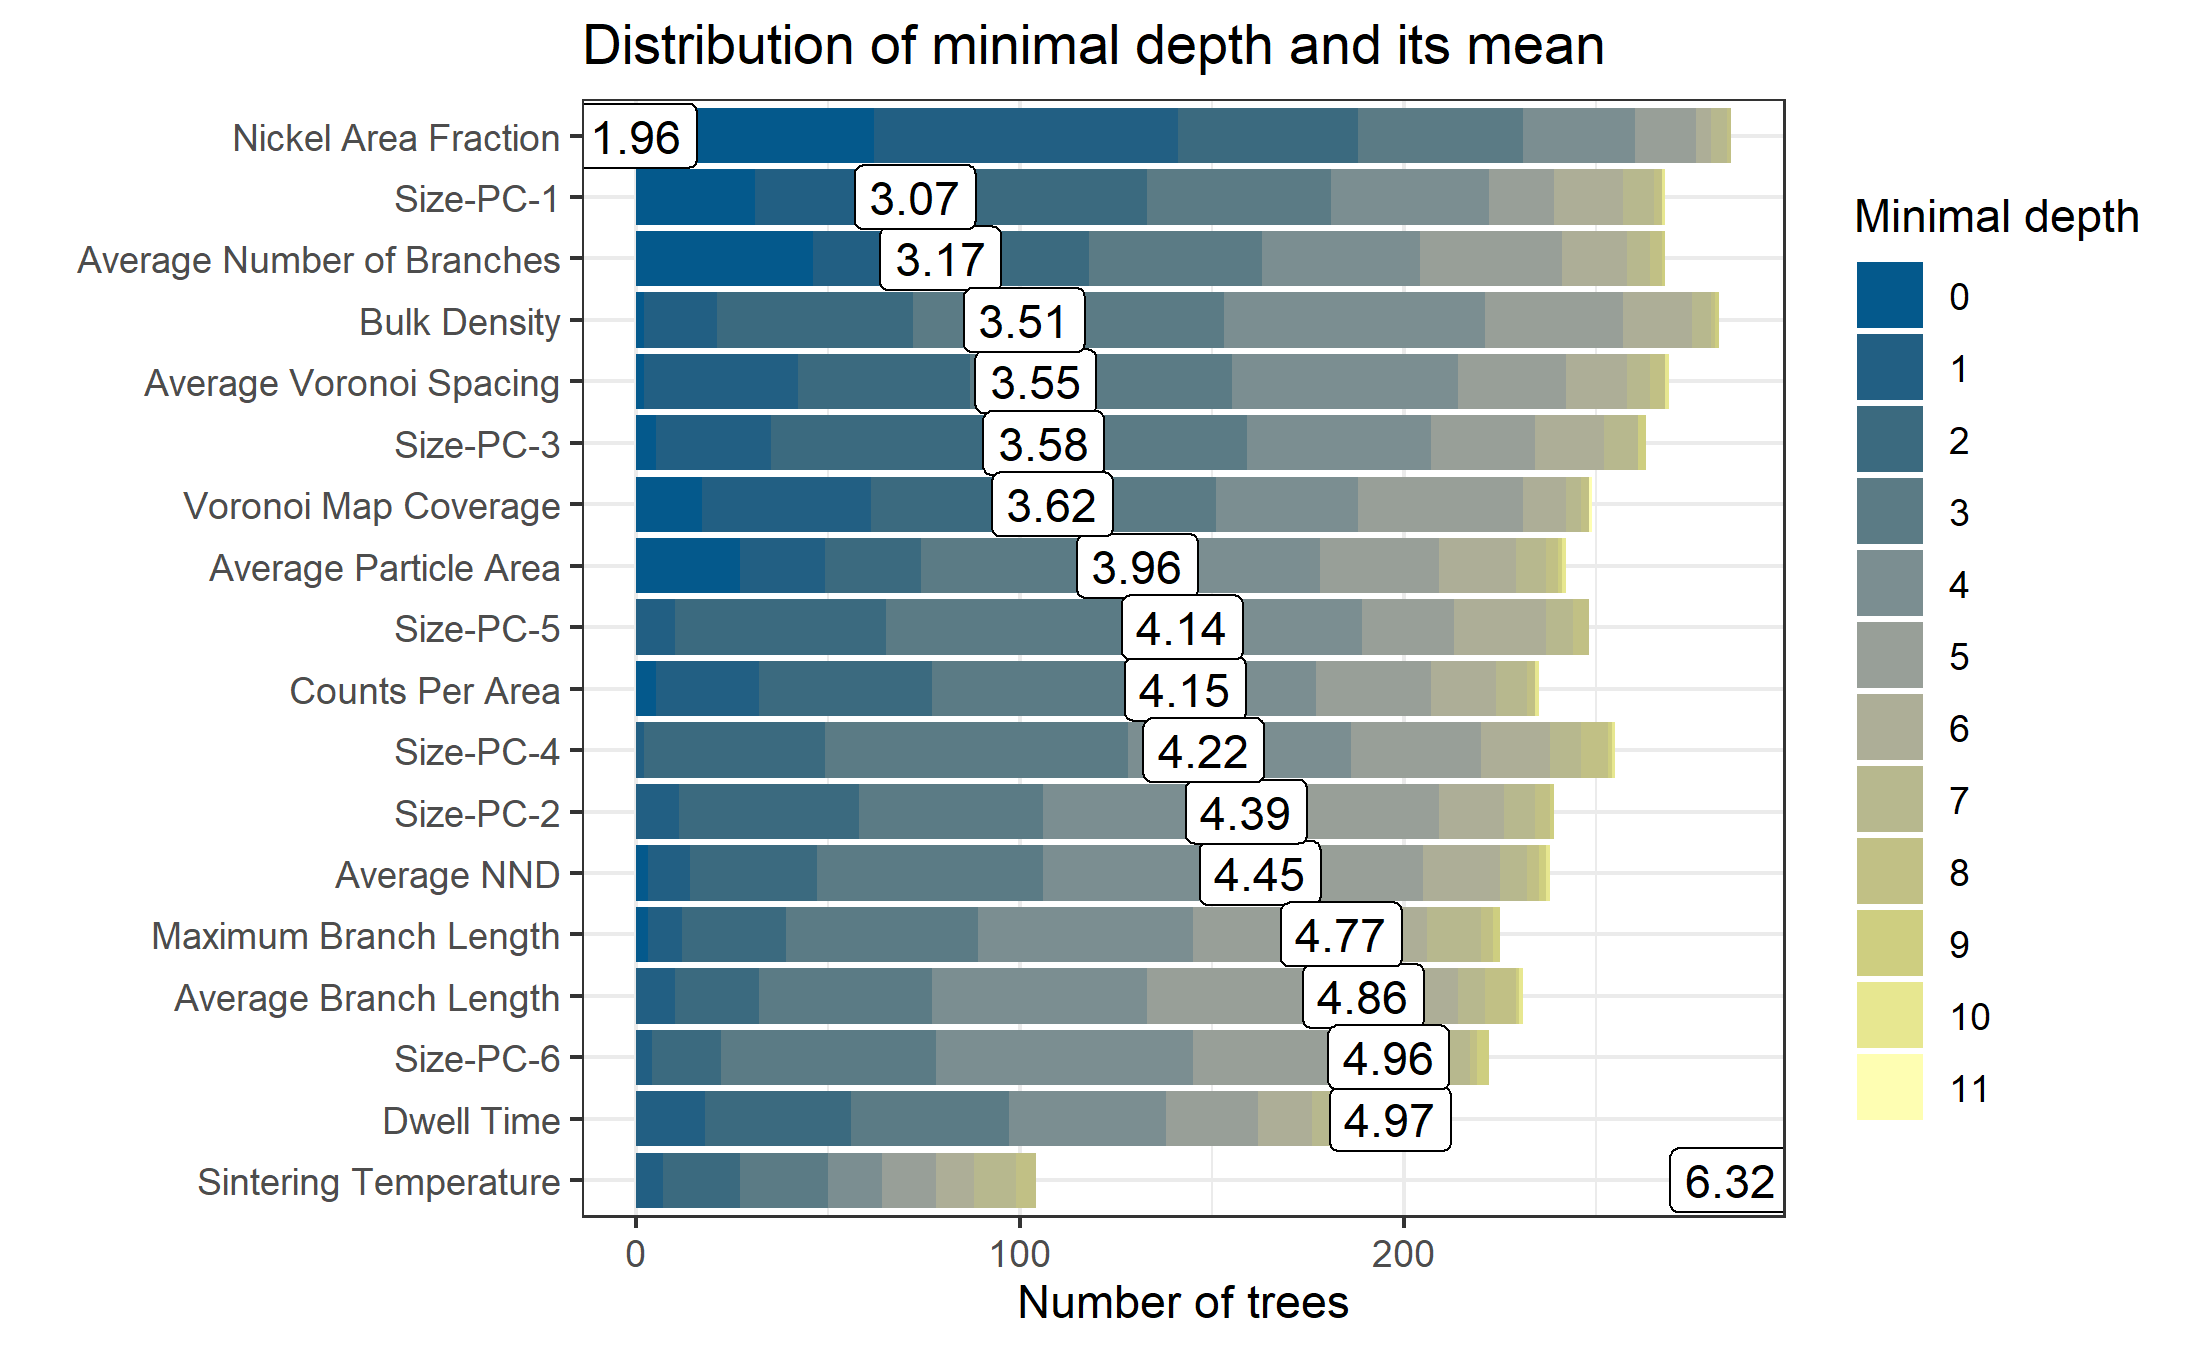 Distribution of minimal depth and its mean
Nickel Area Fraction 1.96
Size-PC-1 3.07
Average Number of Branches 3.17
Bulk Density 3.51
Average Voronoi Spacing 3.55
Size-PC-3 3.58
Voronoi Map Coverage 3.62
Average Particle Area 3.96
Size-PC-5 4.14
Counts Per Area 4.15
Size-PC-4 4.22
Size-PC-2 4.39
Average NND 4.45
Maximum Branch Length 4.77
Average Branch Length 4.86
Size-PC-6 4.96
Dwell Time 4.97
Sintering Temperature 6.32
0 100 200
Number of trees
Minimal depth
0
1
2
3
4
5
6
7
8
9
10
11